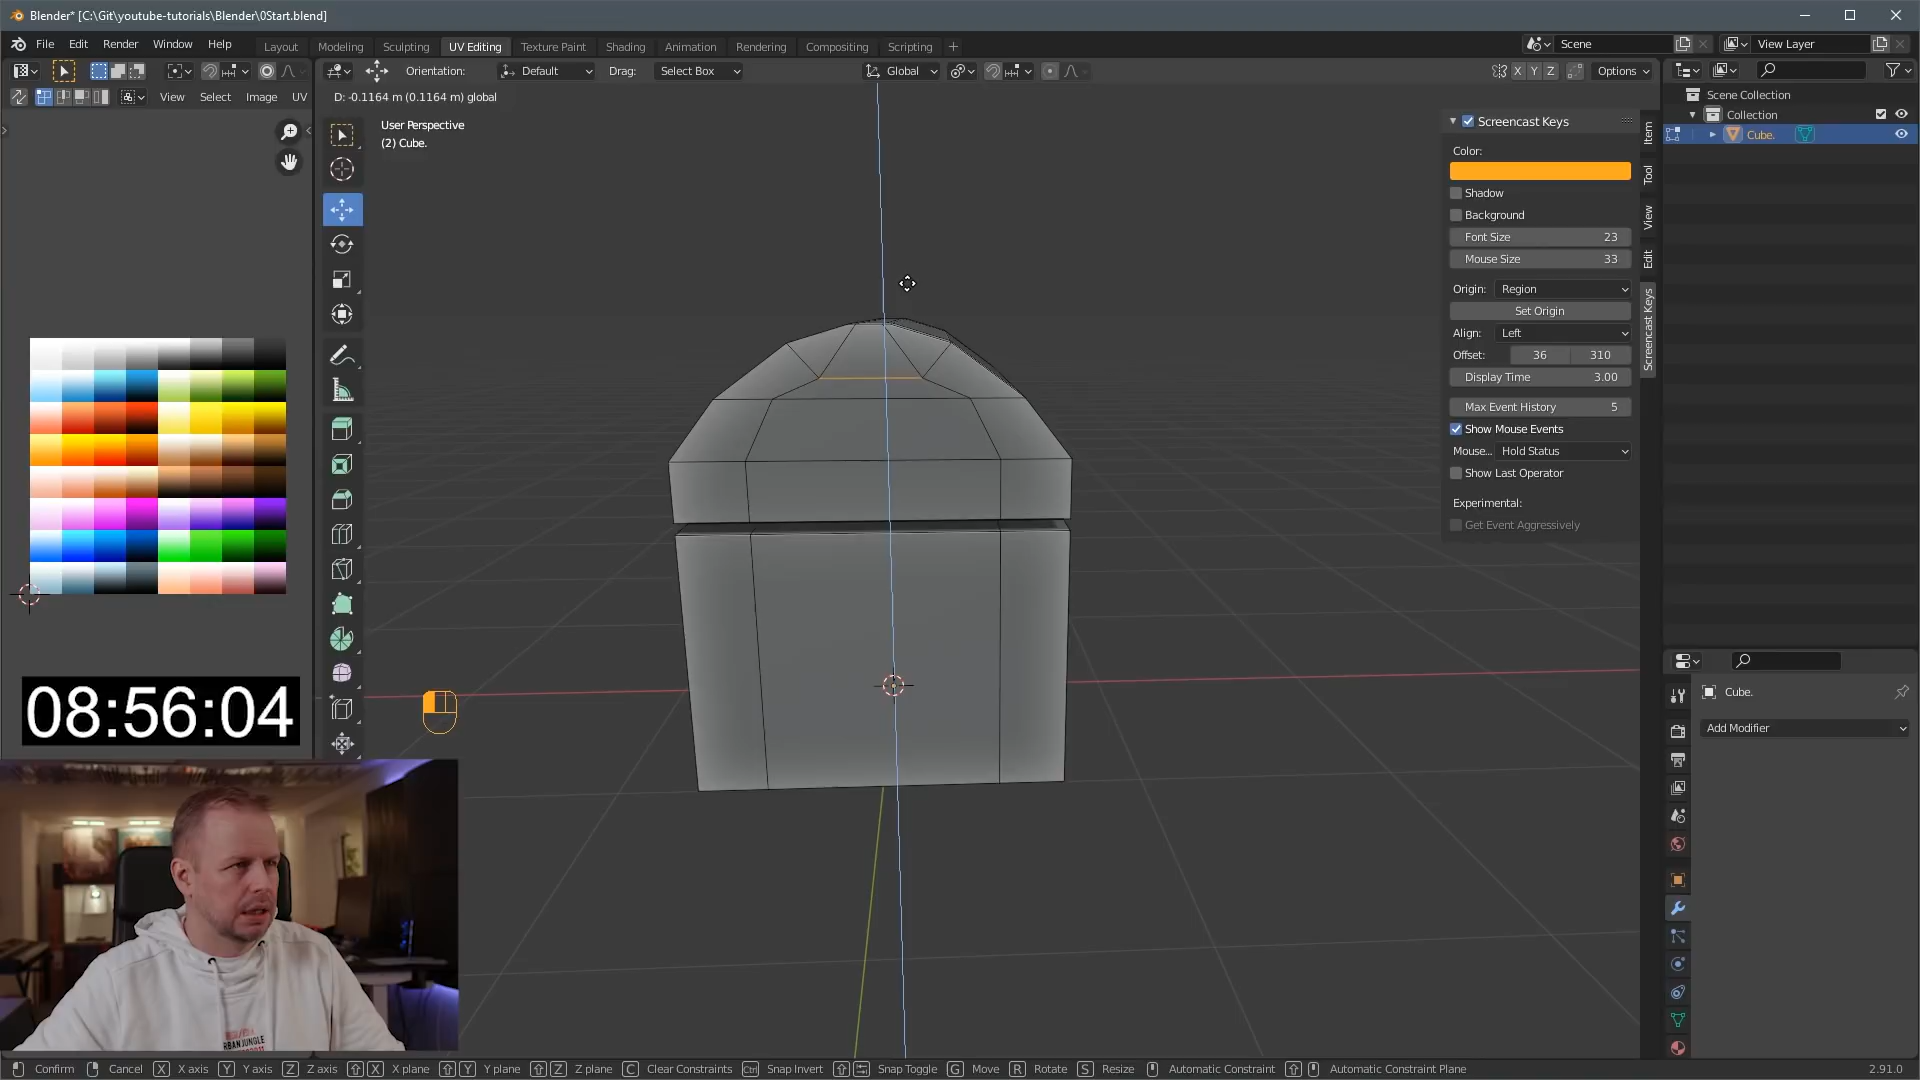 Blender* [C:\Git\youtube-tutorials\Blender\0Start.blend]
File Edit Render Window Help
Layout Modeling Sculpting UV Editing Texture Paint Shading Animation Rendering Compositing Scripting +
Scene
View Layer
Orientation: Default Drag: Select Box
Global
X Y Z Options
View Select Image UV
D: -0.1164 m (0.1164 m) global
User Perspective
(2) Cube.
Screencast Keys
Color:
Shadow
Background
Font Size 23
Mouse Size 33
Origin: Region
Set Origin
Align: Left
Offset: 36 310
Display Time 3.00
Max Event History 5
Show Mouse Events
Mouse... Hold Status
Show Last Operator
Experimental:
Get Event Aggressively
Item
Tool
View
Edit
Screencast Keys
Scene Collection
Collection
Cube.
Cube.
Add Modifier
08:56:04
URBAN JUNGLE
Confirm Cancel X X axis Y Y axis Z Z axis X X plane Y Y plane Z Z plane C Clear Constraints Ctrl Snap Invert Snap Toggle G Move R Rotate S Resize Automatic Constraint Automatic Constraint Plane
2.91.0